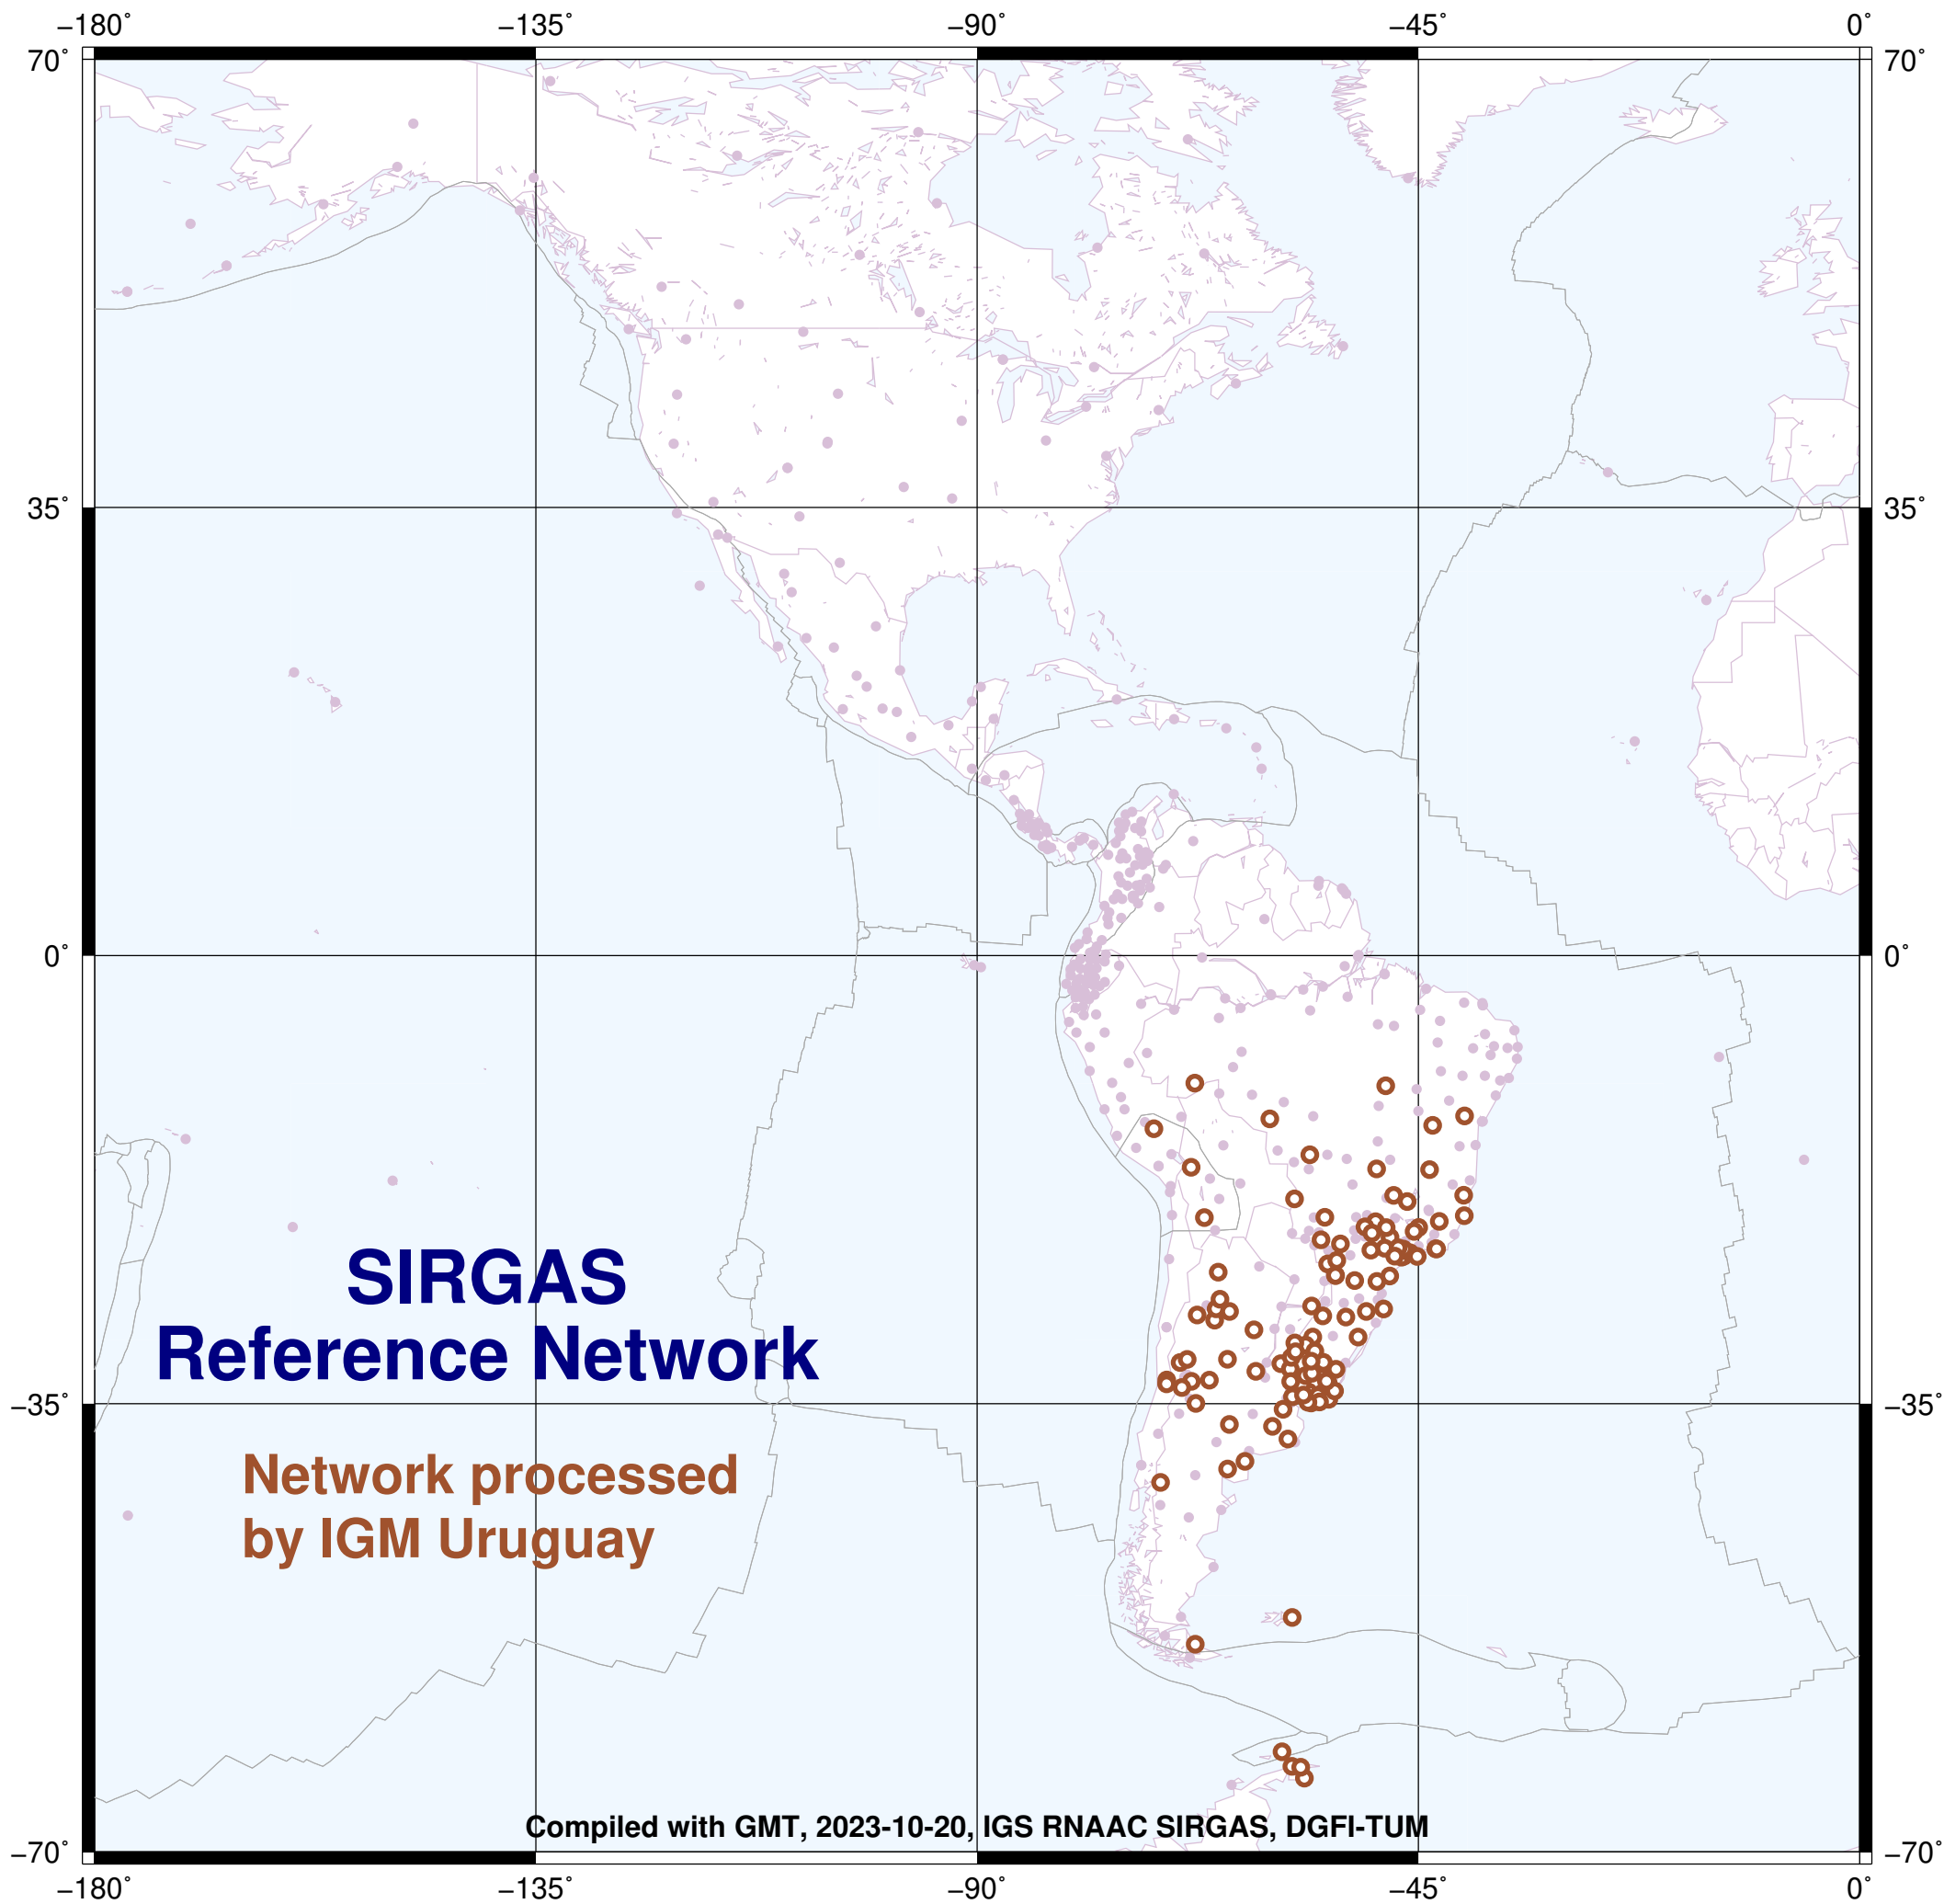 −180˚ −135˚ −90˚ −45˚ 0˚
70˚ 70˚
35˚ 35˚
0˚ 0˚
SIRGAS
Reference Network
−35˚ −35˚
Network processed
by IGM Uruguay
Compiled with GMT, 2023-10-20, IGS RNAAC SIRGAS, DGFI-TUM
−70˚ −70˚
−180˚ −135˚ −90˚ −45˚ 0˚